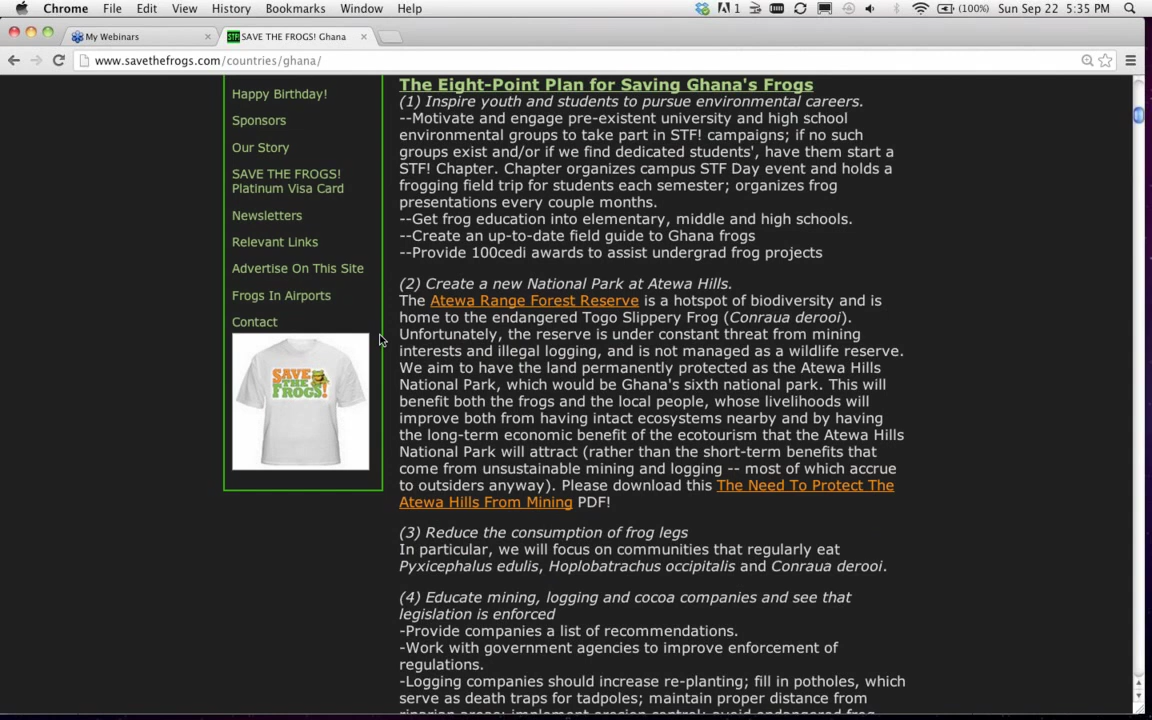 Chrome File Edit View History Bookmarks Window Help 1 (100%) Sun Sep 22 5:35 PM
My Webinars SAVE THE FROGS! Ghana
www.savethefrogs.com/countries/ghana/
Happy Birthday!
Sponsors
Our Story
SAVE THE FROGS!
Platinum Visa Card
Newsletters
Relevant Links
Advertise On This Site
Frogs In Airports
Contact
SAVE
THE
FROGS!
The Eight-Point Plan for Saving Ghana's Frogs
(1) Inspire youth and students to pursue environmental careers.
--Motivate and engage pre-existent university and high school
environmental groups to take part in STF! campaigns; if no such
groups exist and/or if we find dedicated students', have them start a
STF! Chapter. Chapter organizes campus STF Day event and holds a
frogging field trip for students each semester; organizes frog
presentations every couple months.
--Get frog education into elementary, middle and high schools.
--Create an up-to-date field guide to Ghana frogs
--Provide 100cedi awards to assist undergrad frog projects
(2) Create a new National Park at Atewa Hills.
The Atewa Range Forest Reserve is a hotspot of biodiversity and is
home to the endangered Togo Slippery Frog (Conraua derooi).
Unfortunately, the reserve is under constant threat from mining
interests and illegal logging, and is not managed as a wildlife reserve.
We aim to have the land permanently protected as the Atewa Hills
National Park, which would be Ghana's sixth national park. This will
benefit both the frogs and the local people, whose livelihoods will
improve both from having intact ecosystems nearby and by having
the long-term economic benefit of the ecotourism that the Atewa Hills
National Park will attract (rather than the short-term benefits that
come from unsustainable mining and logging -- most of which accrue
to outsiders anyway). Please download this The Need To Protect The
Atewa Hills From Mining PDF!
(3) Reduce the consumption of frog legs
In particular, we will focus on communities that regularly eat
Pyxicephalus edulis, Hoplobatrachus occipitalis and Conraua derooi.
(4) Educate mining, logging and cocoa companies and see that
legislation is enforced
-Provide companies a list of recommendations.
-Work with government agencies to improve enforcement of
regulations.
-Logging companies should increase re-planting; fill in potholes, which
serve as death traps for tadpoles; maintain proper distance from